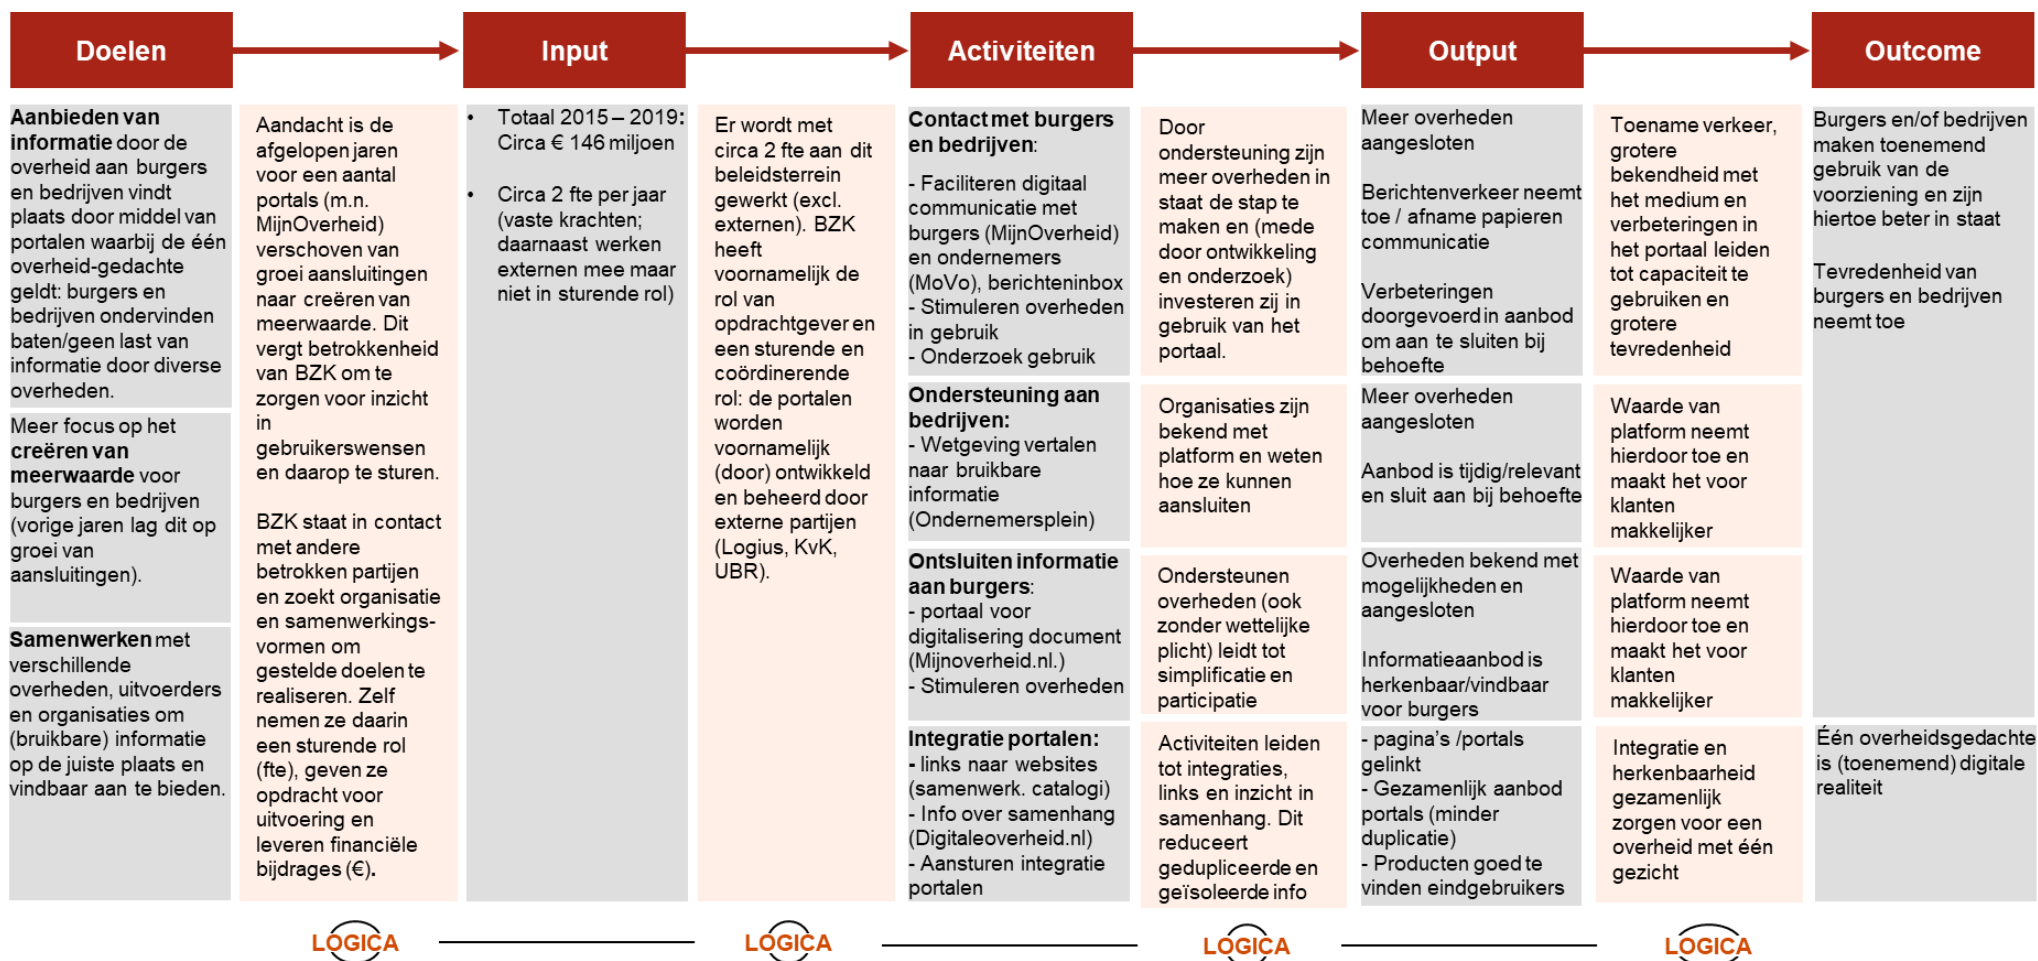 Doelen
Input
Activiteiten
Output
Outcome
Aanbieden van
informatie door de
overheid aan burgers
en bedrijven vindt
plaats door middel van
portalen waarbij de één
overheid-gedachte
geldt: burgers en
bedrijven ondervinden
baten/geen last van
informatie door diverse
overheden.
Meer focus op het
creëren van
meerwaarde voor
burgers en bedrijven
(vorige jaren lag dit op
groei van
aansluitingen).
Samenwerken met
verschillende
overheden, uitvoerders
en organisaties om
(bruikbare) informatie
op de juiste plaats en
vindbaar aan te bieden.
Aandacht is de
afgelopen jaren
voor een aantal
portals (m.n.
MijnOverheid)
verschoven van
groei aansluitingen
naar creëren van
meerwaarde. Dit
vergt betrokkenheid
van BZK om te
zorgen voor inzicht
in
gebruikerswensen
en daarop te sturen.
BZK staat in contact
met andere
betrokken partijen
en zoekt organisatie
en samenwerkings-
vormen om
gestelde doelen te
realiseren. Zelf
nemen ze daarin
een sturende rol
(fte), geven ze
opdracht voor
uitvoering en
leveren financiële
bijdrages (€).
• Totaal 2015 – 2019:
Circa € 146 miljoen
• Circa 2 fte per jaar
(vaste krachten;
daarnaast werken
externen mee maar
niet in sturende rol)
Er wordt met
circa 2 fte aan dit
beleidsterrein
gewerkt (excl.
externen). BZK
heeft
voornamelijk de
rol van
opdrachtgever en
een sturende en
coördinerende
rol: de portalen
worden
voornamelijk
(door) ontwikkeld
en beheerd door
externe partijen
(Logius, KvK,
UBR).
Contact met burgers
en bedrijven:
- Faciliteren digitaal
communicatie met
burgers (MijnOverheid)
en ondernemers
(MoVo), berichteninbox
- Stimuleren overheden
in gebruik
- Onderzoek gebruik
Ondersteuning aan
bedrijven:
- Wetgeving vertalen
naar bruikbare
informatie
(Ondernemersplein)
Ontsluiten informatie
aan burgers:
- portaal voor
digitalisering document
(Mijnoverheid.nl.)
- Stimuleren overheden
Integratie portalen:
- links naar websites
(samenwerk. catalogi)
- Info over samenhang
(Digitaleoverheid.nl)
- Aansturen integratie
portalen
Door
ondersteuning zijn
meer overheden in
staat de stap te
maken en (mede
door ontwikkeling
en onderzoek)
investeren zij in
gebruik van het
portaal.
Organisaties zijn
bekend met
platform en weten
hoe ze kunnen
aansluiten
Ondersteunen
overheden (ook
zonder wettelijke
plicht) leidt tot
simplificatie en
participatie
Activiteiten leiden
tot integraties,
links en inzicht in
samenhang. Dit
reduceert
gedupliceerde en
geïsoleerde info
Meer overheden
aangesloten
Berichtenverkeer neemt
toe / afname papieren
communicatie
Verbeteringen
doorgevoerd in aanbod
om aan te sluiten bij
behoefte
Meer overheden
aangesloten
Aanbod is tijdig/relevant
en sluit aan bij behoefte
Overheden bekend met
mogelijkheden en
aangesloten
Informatieaanbod is
herkenbaar/vindbaar
voor burgers
- pagina's /portals
gelinkt
- Gezamenlijk aanbod
portals (minder
duplicatie)
- Producten goed te
vinden eindgebruikers
Toename verkeer,
grotere
bekendheid met
het medium en
verbeteringen in
het portaal leiden
tot capaciteit te
gebruiken en
grotere
tevredenheid
Waarde van
platform neemt
hierdoor toe en
maakt het voor
klanten
makkelijker
Waarde van
platform neemt
hierdoor toe en
maakt het voor
klanten
makkelijker
Integratie en
herkenbaarheid
gezamenlijk
zorgen voor een
overheid met één
gezicht
Burgers en/of bedrijven
maken toenemend
gebruik van de
voorziening en zijn
hiertoe beter in staat
Tevredenheid van
burgers en bedrijven
neemt toe
Één overheidsgedachte
is (toenemend) digitale
realiteit
LOGICA
LOGICA
LOGICA
LOGICA